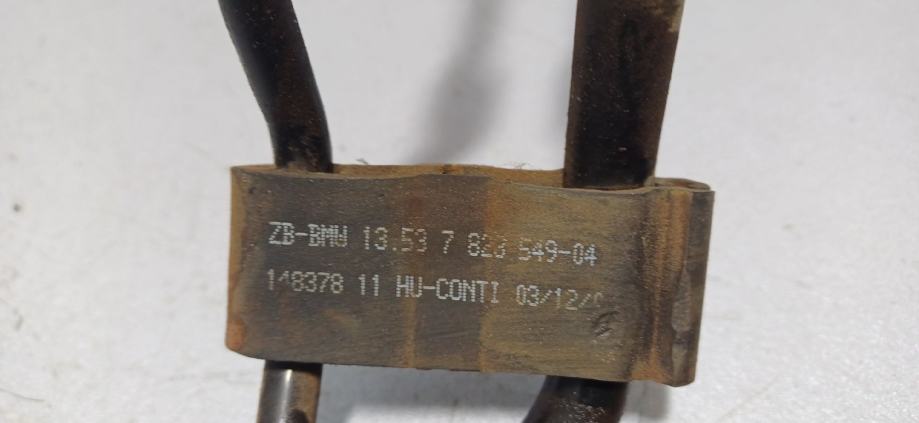 ZB-BMW 13.53 7 823 549-04
148378 11 HU-CONTI 03/12/